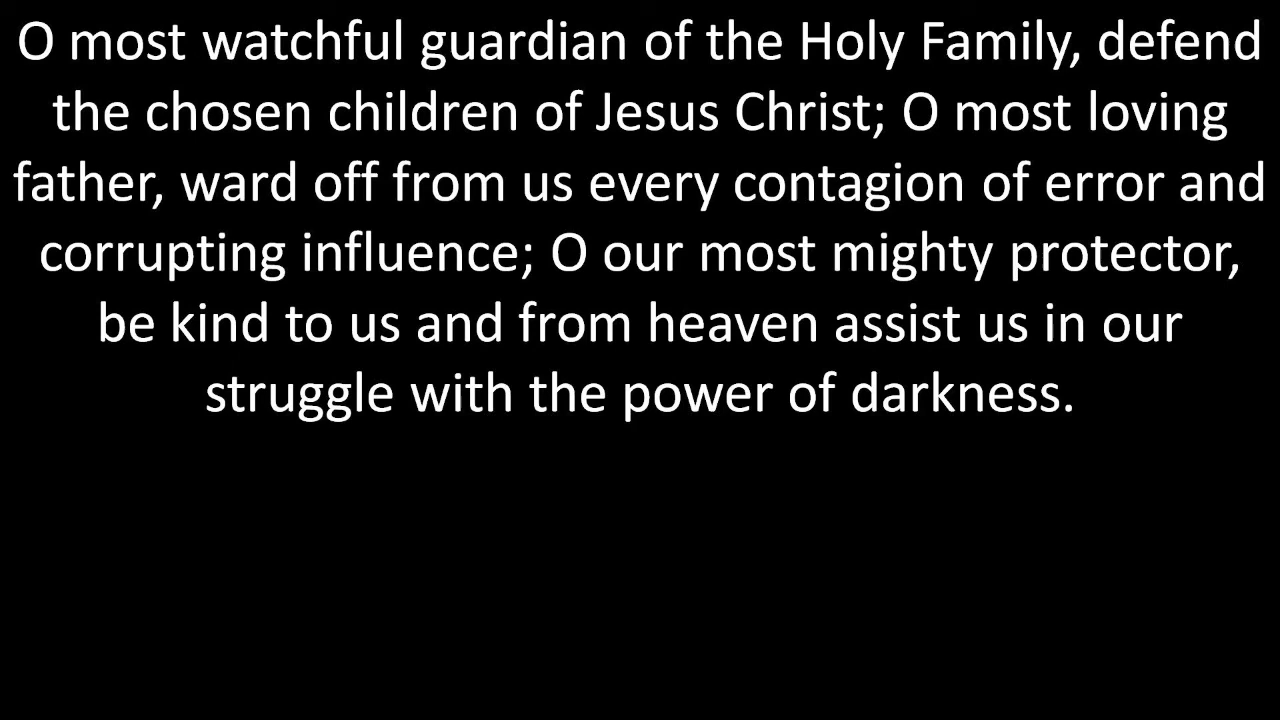 O most watchful guardian of the Holy Family, defend
the chosen children of Jesus Christ; O most loving
father, ward off from us every contagion of error and
corrupting influence; O our most mighty protector,
be kind to us and from heaven assist us in our
struggle with the power of darkness.